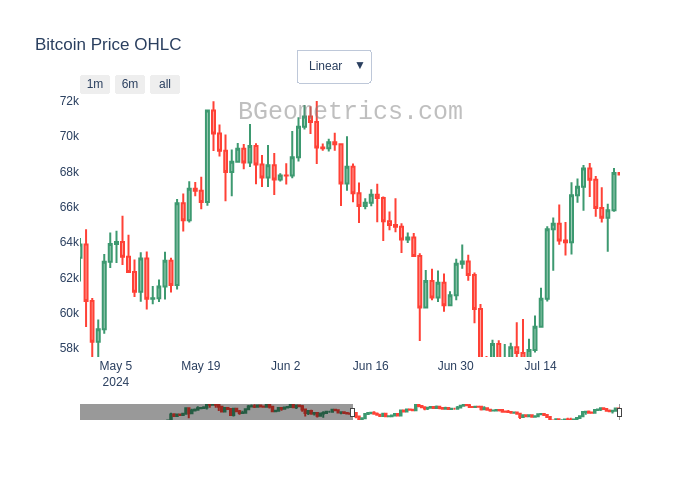 Bitcoin Price OHLC
Linear ▼
1m 6m all
BGeometrics.com
72k
70k
68k
66k
64k
62k
60k
58k
May 5 May 19 Jun 2 Jun 16 Jun 30 Jul 14
2024